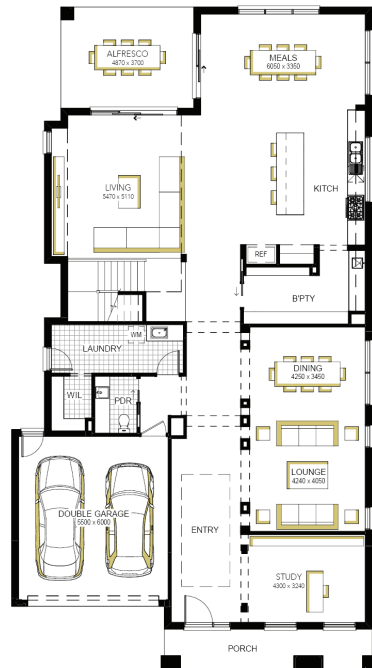 ALFRESCO
4870 x 3700
MEALS
6050 x 3350
LIVING
5470 x 5110
KITCH
REF
B'PTY
WM
LAUNDRY
WIL
PDR
DINING
4250 x 3450
LOUNGE
4240 x 4050
DOUBLE GARAGE
5500 x 6000
ENTRY
STUDY
4300 x 3240
PORCH